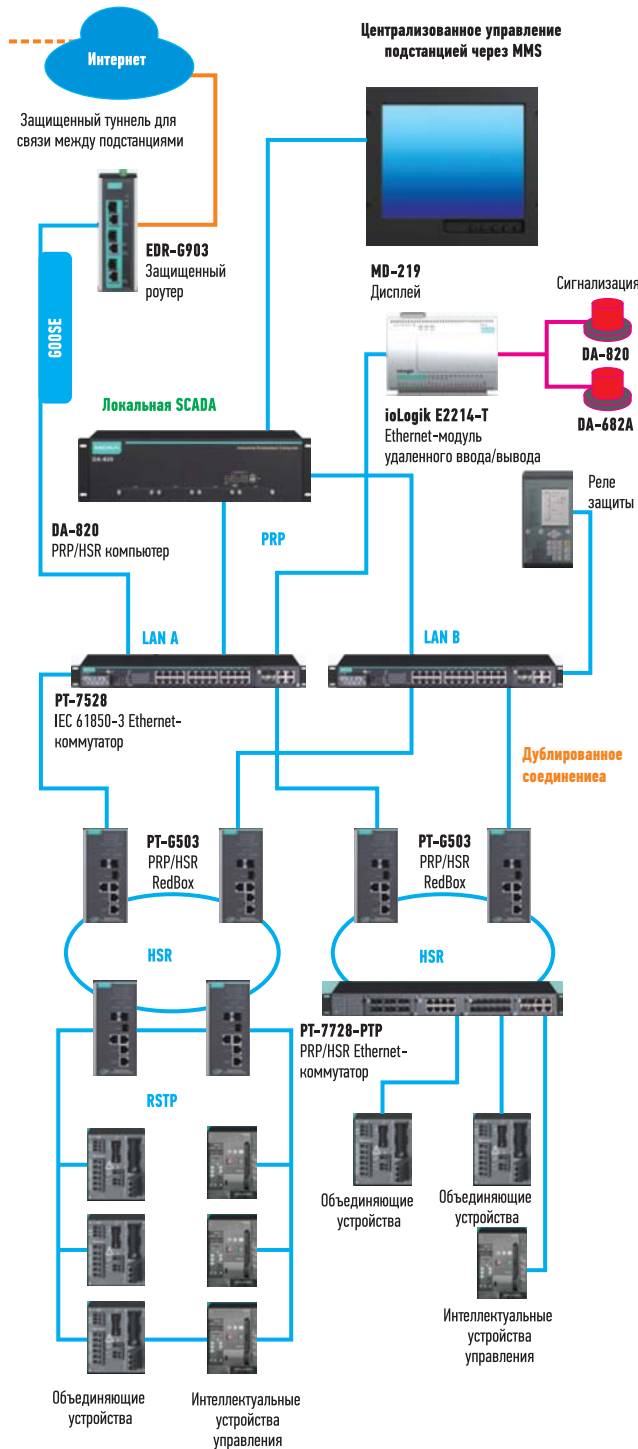 Централизованное управление
подстанцией через MMS
Интернет
Защищенный туннель для
связи между подстанциями
EDR-G903
Защищенный
роутер
GOOSE
MD-219
Дисплей
Сигнализация
DA-820
DA-682A
ioLogik E2214-T
Ethernet-модуль
удаленного ввода/вывода
Локальная SCADA
DA-820
PRP/HSR компьютер
PRP
Реле
защиты
LAN A
LAN B
PT-7528
IEC 61850-3 Ethernet-
коммутатор
Дублированное
соединениеа
PT-G503
PRP/HSR
RedBox
PT-G503
PRP/HSR
RedBox
HSR
HSR
PT-7728-PTP
PRP/HSR Ethernet-
коммутатор
RSTP
Объединяющие
устройства
Объединяющие
устройства
Интеллектуальные
устройства
управления
Объединяющие
устройства
Интеллектуальные
устройства
управления